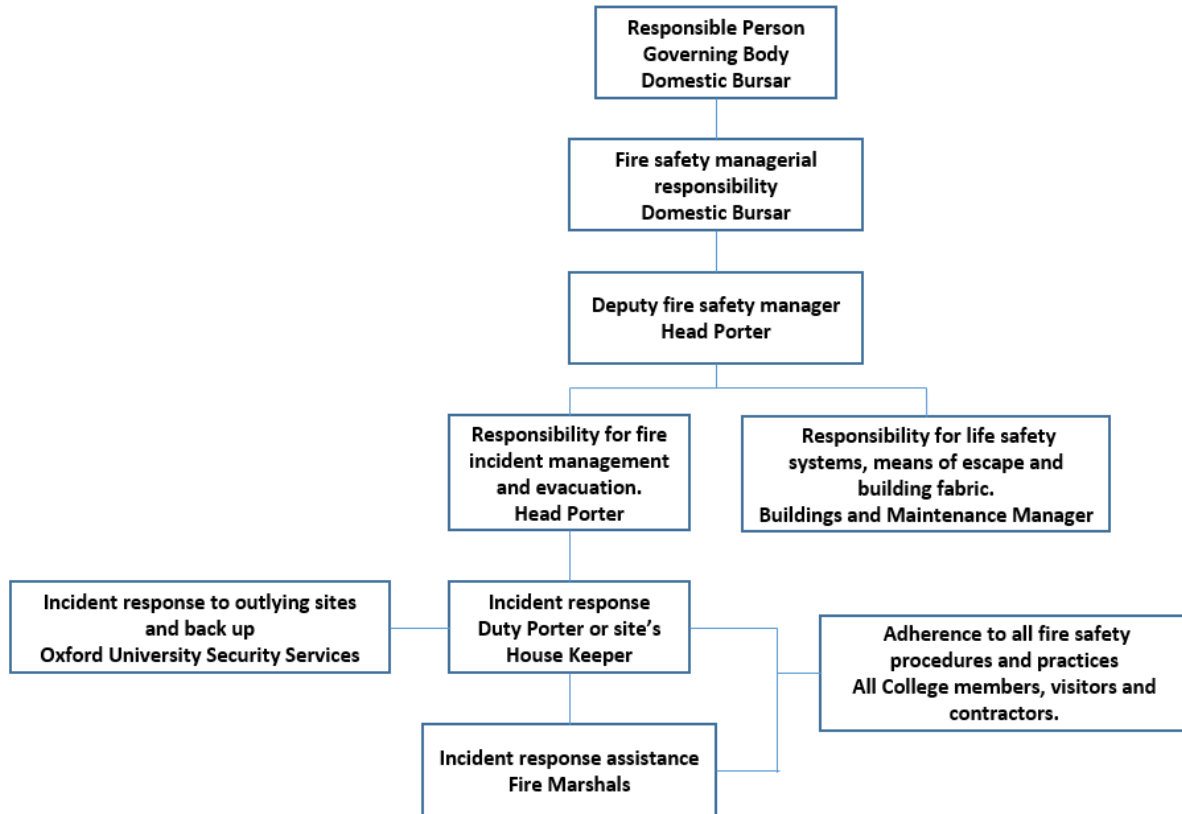 Responsible Person
Governing Body
Domestic Bursar
Fire safety managerial
responsibility
Domestic Bursar
Deputy fire safety manager
Head Porter
Responsibility for fire
incident management
and evacuation.
Head Porter
Responsibility for life safety
systems, means of escape and
building fabric.
Buildings and Maintenance Manager
Incident response to outlying sites
and back up
Oxford University Security Services
Incident response
Duty Porter or site’s
House Keeper
Adherence to all fire safety
procedures and practices
All College members, visitors and
contractors.
Incident response assistance
Fire Marshals